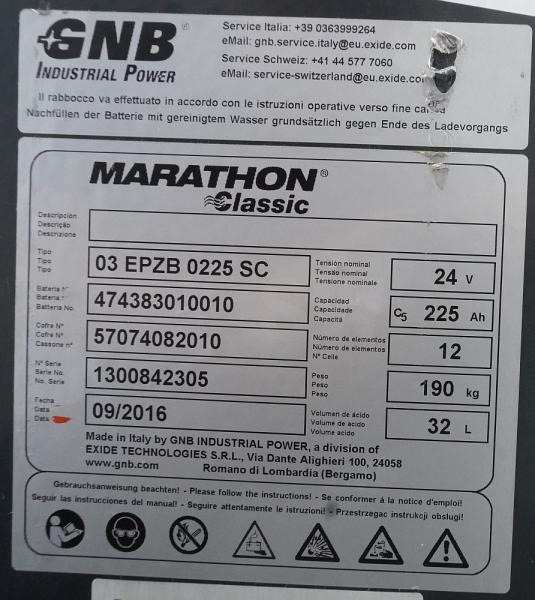 GNB®
INDUSTRIAL POWER
Service Italia: +39 0363999264
eMail: gnb.service.italy@eu.exide.com
Service Schweiz: +41 44 577 7060
eMail: service-switzerland@eu.exide.com
Il rabbocco va effettuato in accordo con le istruzioni operative verso fine
Nachfüllen der Batterie mit gereinigtem Wasser grundsätzlich gegen Ende des Ladevorgangs
MARATHON®
Classic
Descripción
Descrição
Descrizione
Tipo
Tipo
Tipo
03 EPZB 0225 SC
Tensión nominal
Tensão nominal
Tensione nominale
24 V
Bateria N°
Bateria
Batteria No.
474383010010
Capacidad
Capacidade
Capacità
C5 225 Ah
Cofre N°
Cofre N°
Cassone n°
57074082010
Número de elementos
Número de elementos
N° Celle
12
N° Serie
Serie No.
No. Serie
1300842305
Peso
Peso
Peso
190 kg
Fecha
Data
Data
09/2016
Volumen de ácido
Volume de acido
Volume acido
32 L
Made in Italy by GNB INDUSTRIAL POWER, a division of
EXIDE TECHNOLOGIES S.R.L., Via Dante Alighieri 100, 24058
www.gnb.com Romano di Lombardia (Bergamo)
Gebrauchsanweisung beachten! - Please follow the instructions! - Se conformer à la notice d'emploi!
Seguir las instrucciones del manual! - Seguire attentamente le istruzioni! - Przestrzegac instrukcji obslugi!